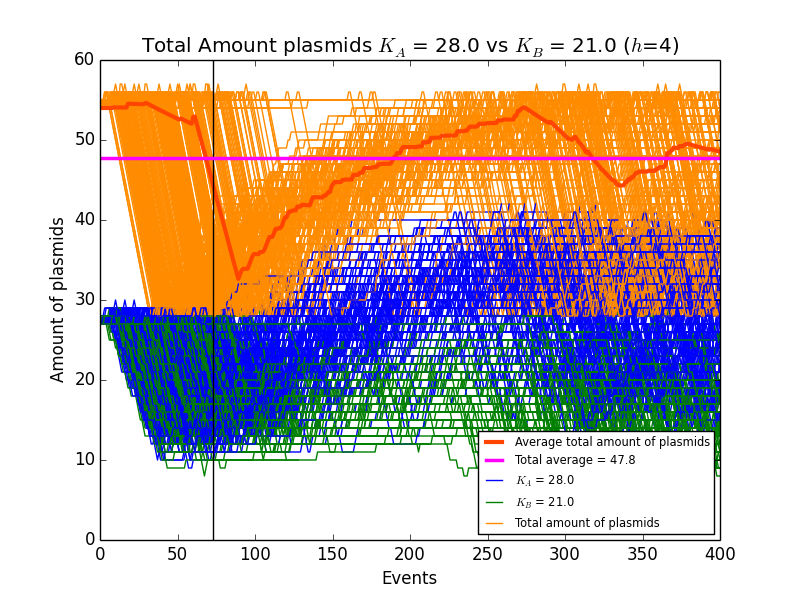 Total Amount plasmids K_A = 28.0 vs K_B = 21.0 (h=4)
60
50
40
30
20
10
0
Amount of plasmids
Average total amount of plasmids
Total average = 47.8
K_A = 28.0
K_B = 21.0
Total amount of plasmids
0 50 100 150 200 250 300 350 400
Events